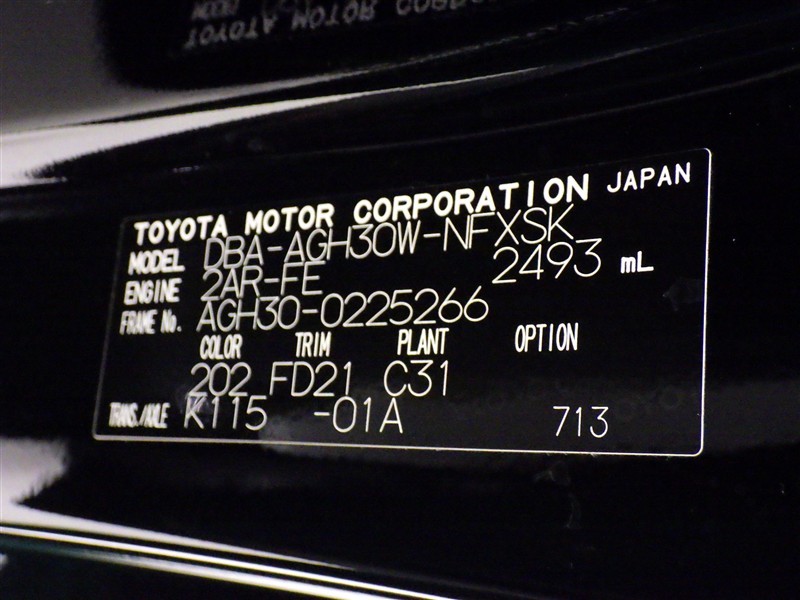 TOYOTA MOTOR CORPORATION JAPAN
MODEL DBA-AGH30W-NFXSK
ENGINE 2AR-FE 2493 mL
FRAME No. AGH30-0225266
COLOR TRIM PLANT OPTION
202 FD21 C31
TRANS./AXLE K115 -01A 713